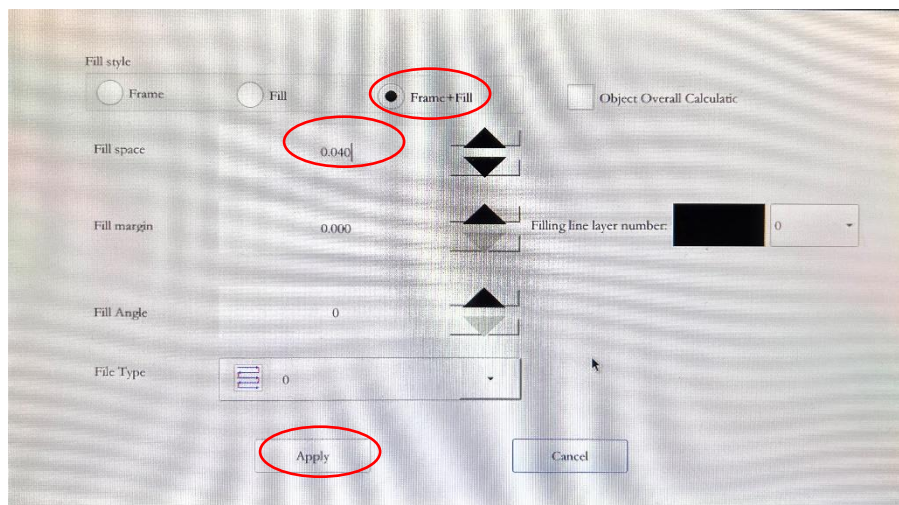 Fill style
Frame Fill Frame+Fill Object Overall Calculatic
Fill space 0.040
Fill margin 0.000 Filling line layer number: 0
Fill Angle 0
File Type 0
Apply Cancel